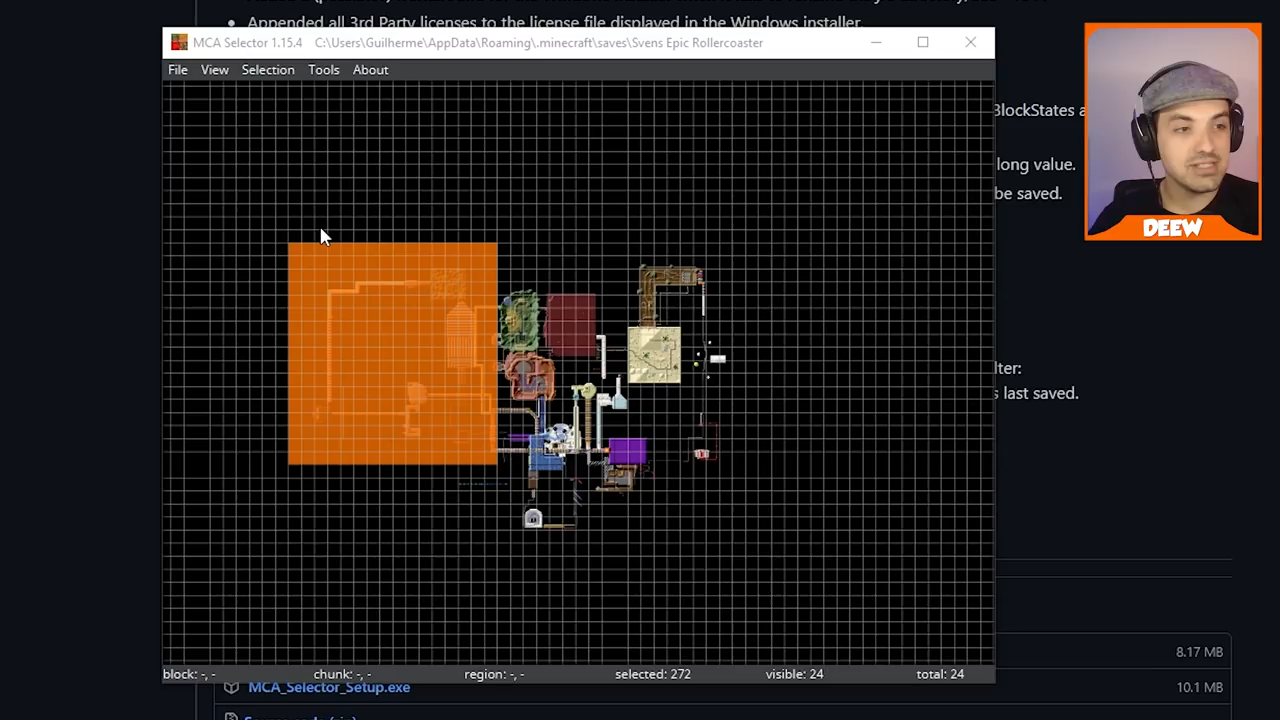 Appended all 3rd Party licenses to the license file displayed in the Windows installer.
MCA Selector 1.15.4 C:\Users\Guilherme\AppData\Roaming\.minecraft\saves\Svens Epic Rollercoaster
File View Selection Tools About
BlockStates a
long value.
be saved.
DEEW
lter:
s last saved.
8.17 MB
block: -, - chunk: -, - region: -, - selected: 272 visible: 24 total: 24
MCA_Selector_Setup.exe 10.1 MB